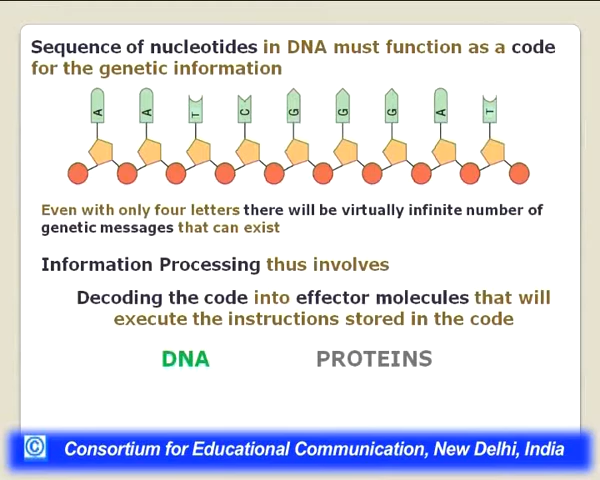 Sequence of nucleotides in DNA must function as a code
for the genetic information
A A T C G G G A T
Even with only four letters there will be virtually infinite number of
genetic messages that can exist
Information Processing thus involves
Decoding the code into effector molecules that will
execute the instructions stored in the code
DNA PROTEINS
© Consortium for Educational Communication, New Delhi, India